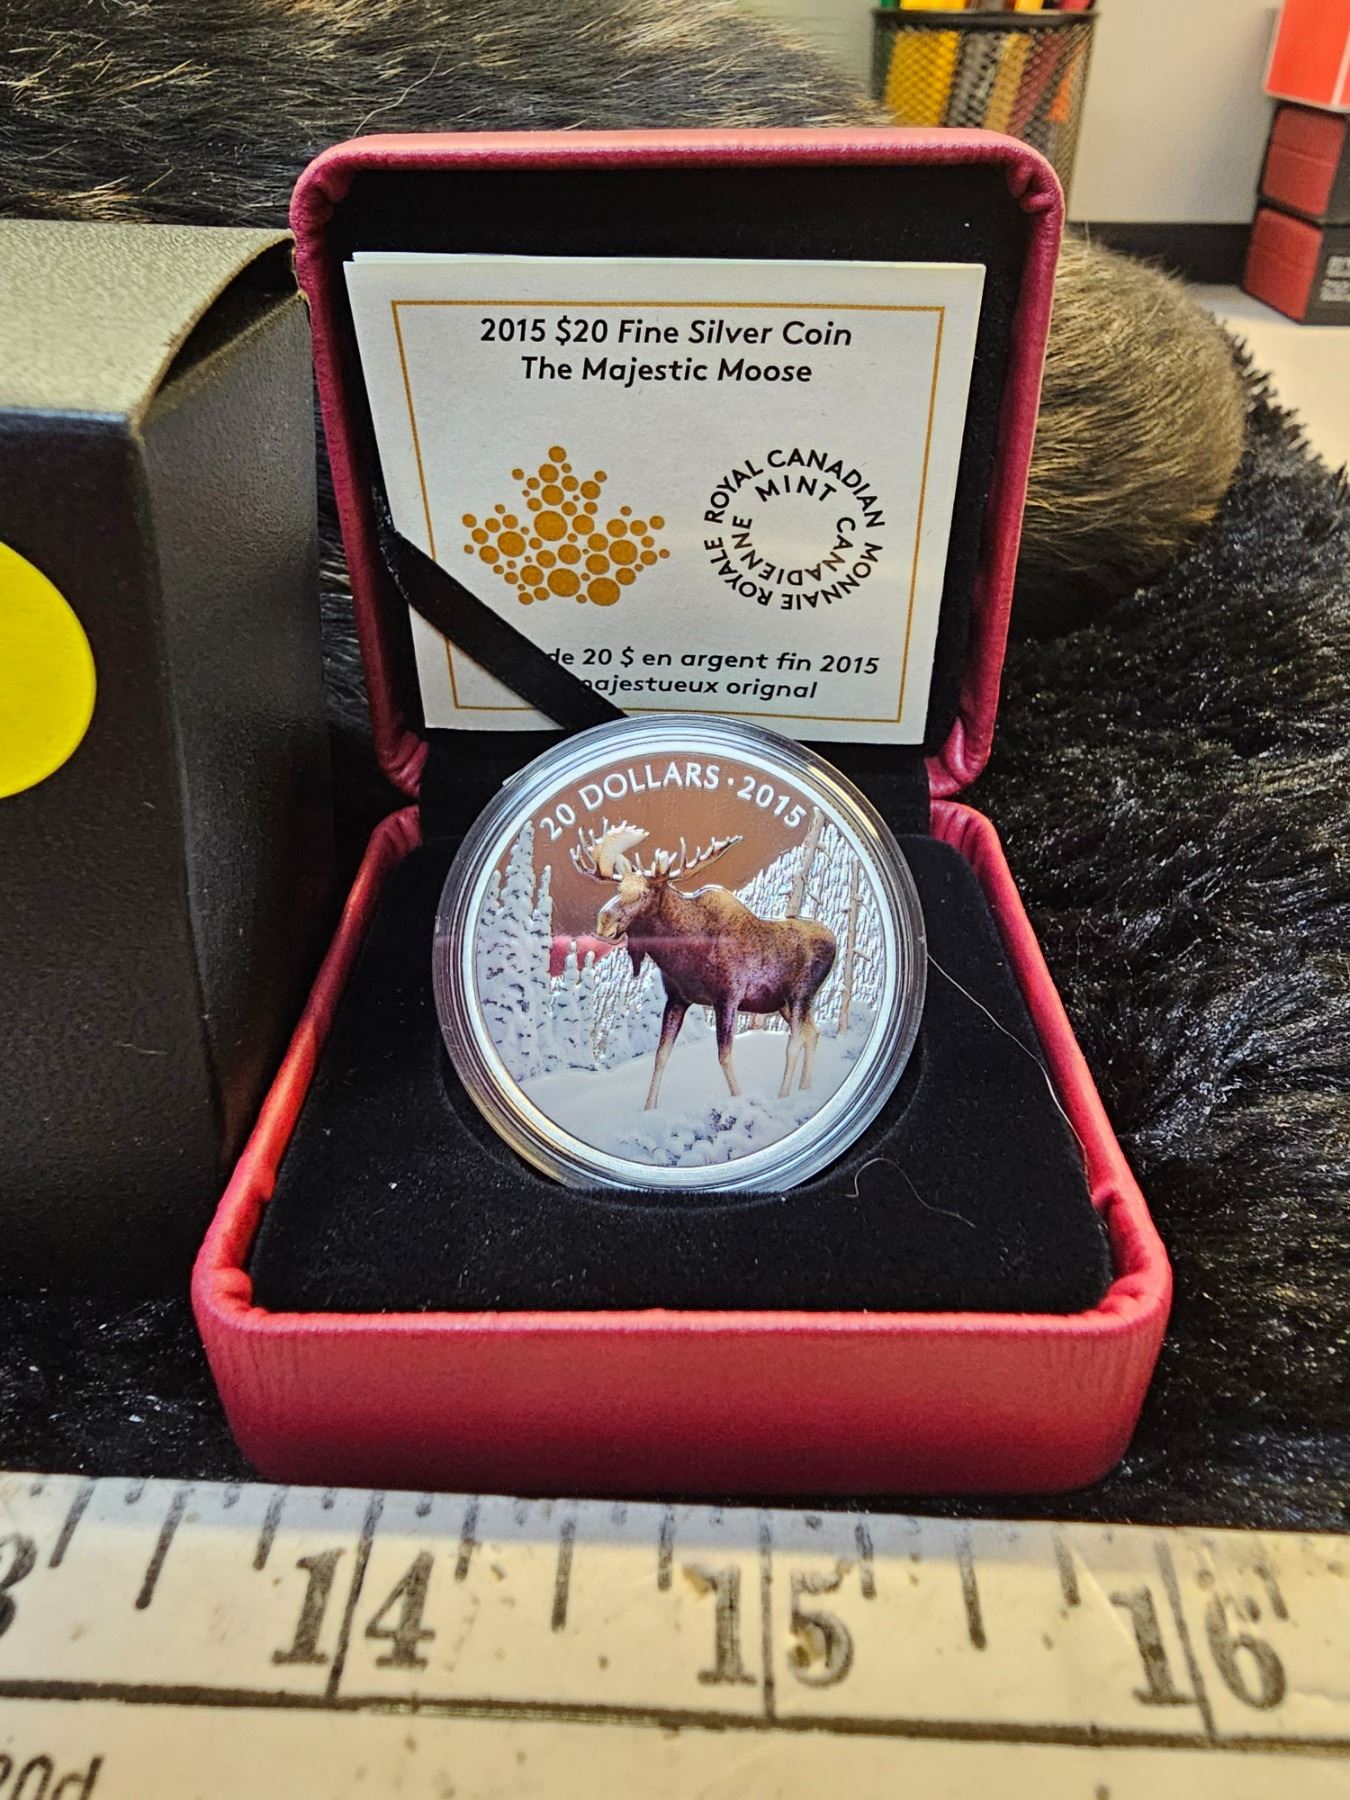 2015 $20 Fine Silver Coin
The Majestic Moose
ROYAL CANADIAN
MINT
MONNAIE ROYALE
CANADIENNE
de 20 $ en argent fin 2015
majestueux orignal
20 DOLLARS · 2015
14 15 16